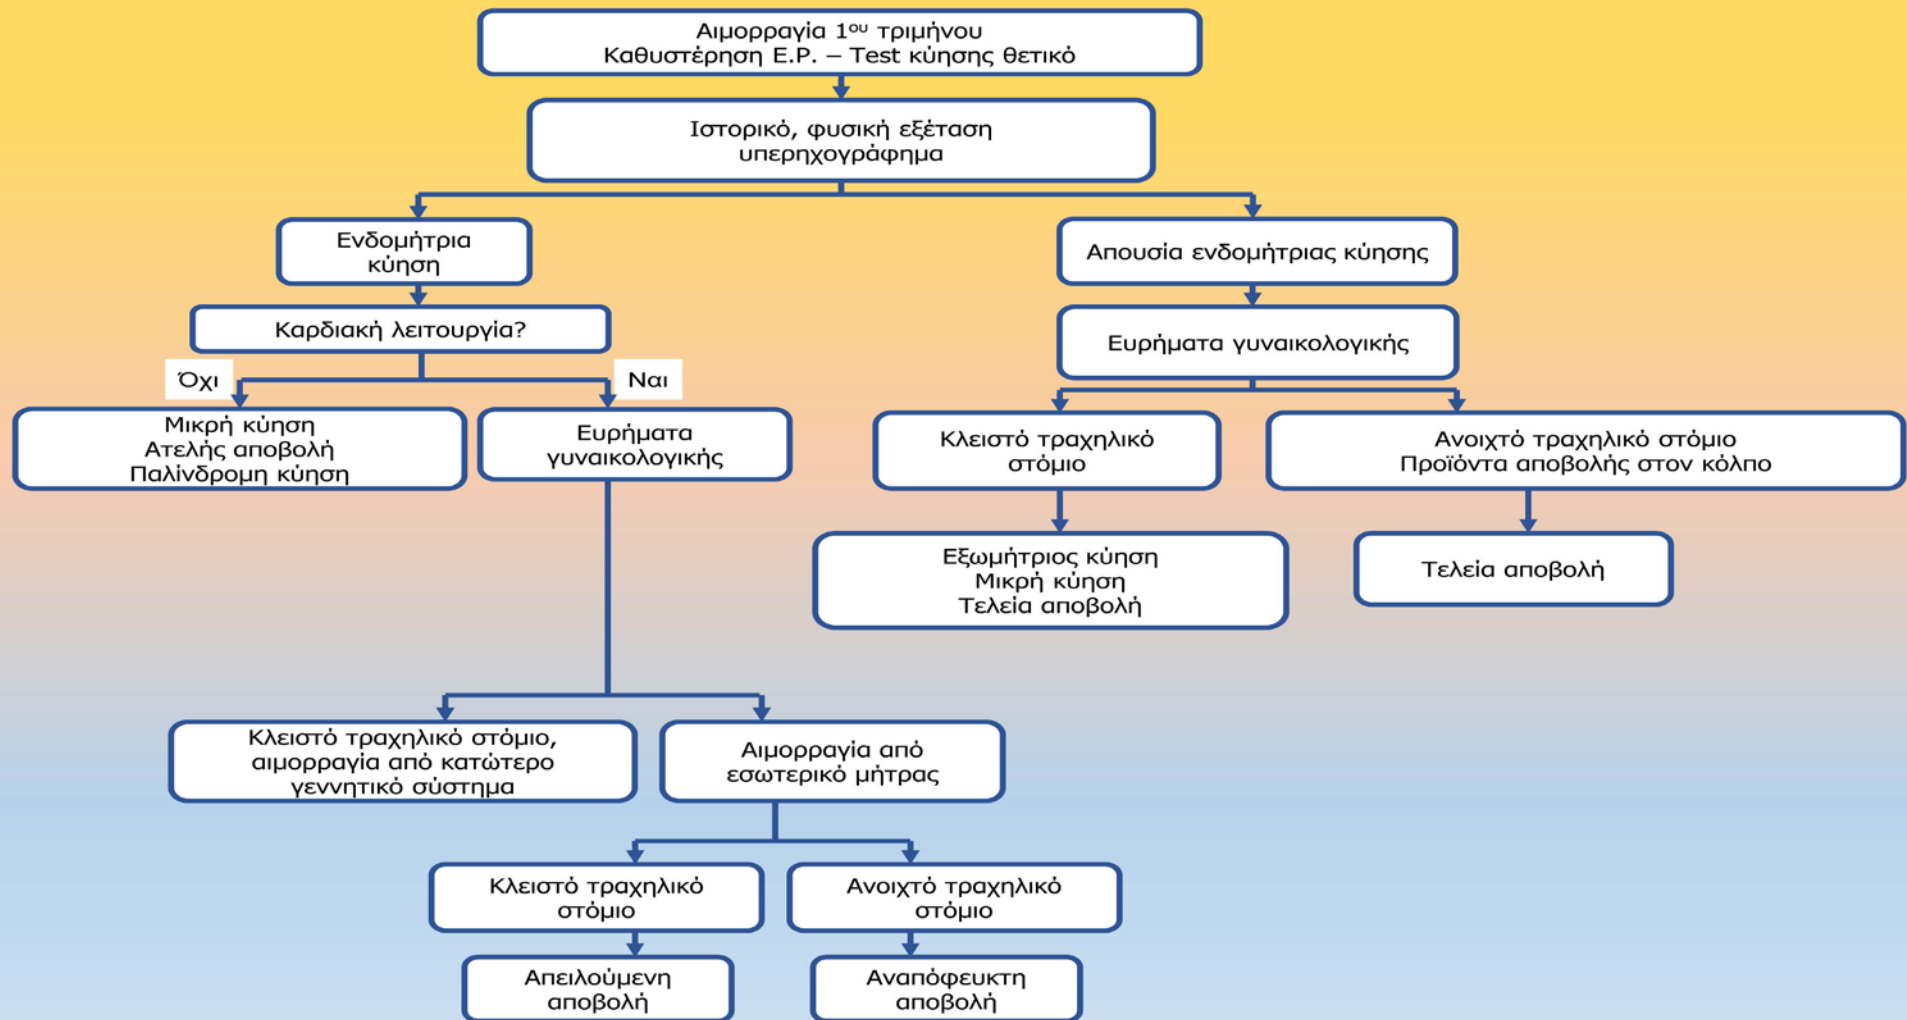 Αιμορραγία 1ου τριμήνου
Καθυστέρηση Ε.Ρ. – Test κύησης θετικό
Ιστορικό, φυσική εξέταση
υπερηχογράφημα
Ενδομήτρια
κύηση
Απουσία ενδομήτριας κύησης
Καρδιακή λειτουργία?
Ευρήματα γυναικολογικής
Όχι
Ναι
Μικρή κύηση
Ατελής αποβολή
Παλίνδρομη κύηση
Ευρήματα
γυναικολογικής
Κλειστό τραχηλικό
στόμιο
Ανοιχτό τραχηλικό στόμιο
Προϊόντα αποβολής στον κόλπο
Εξωμήτριος κύηση
Μικρή κύηση
Τελεία αποβολή
Τελεία αποβολή
Κλειστό τραχηλικό στόμιο,
αιμορραγία από κατώτερο
γεννητικό σύστημα
Αιμορραγία από
εσωτερικό μήτρας
Κλειστό τραχηλικό
στόμιο
Ανοιχτό τραχηλικό
στόμιο
Απειλούμενη
αποβολή
Αναπόφευκτη
αποβολή